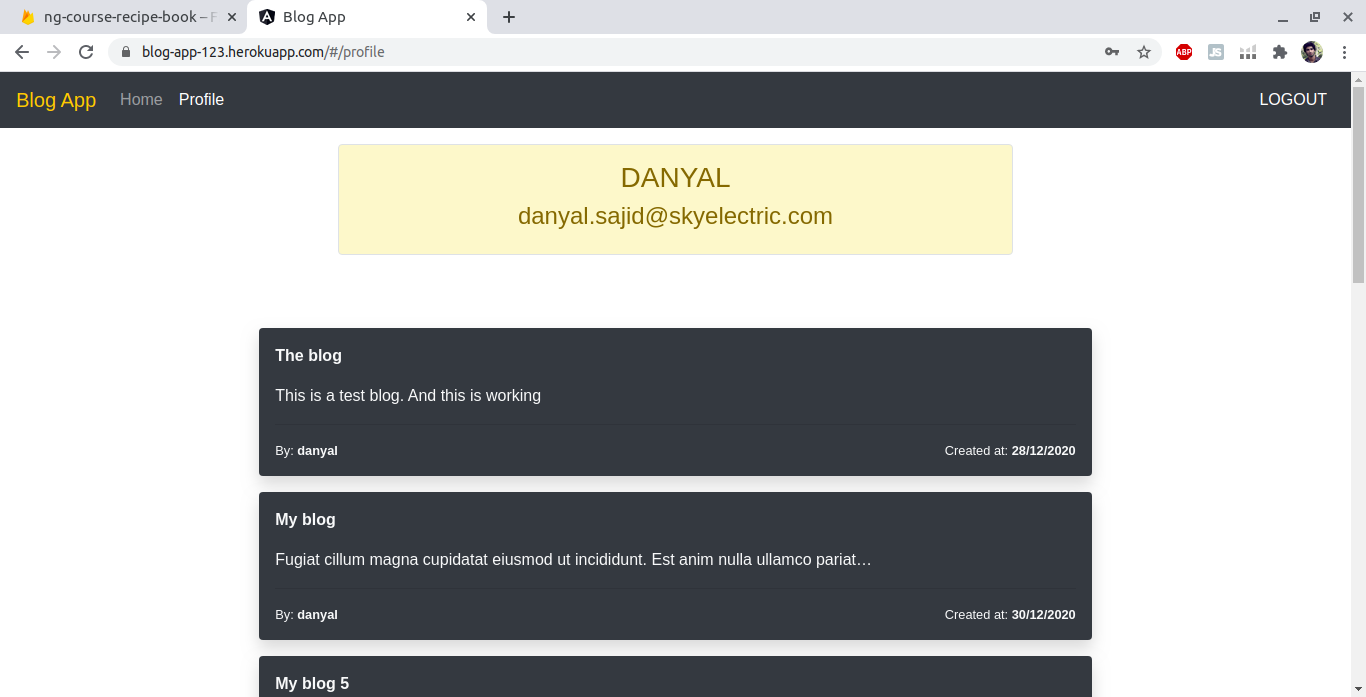 ng-course-recipe-book – F
Blog App
blog-app-123.herokuapp.com/#/profile
ABP
JS
Blog App Home Profile LOGOUT
DANYAL
danyal.sajid@skyelectric.com
The blog
This is a test blog. And this is working
By: danyal Created at: 28/12/2020
My blog
Fugiat cillum magna cupidatat eiusmod ut incididunt. Est anim nulla ullamco pariat…
By: danyal Created at: 30/12/2020
My blog 5